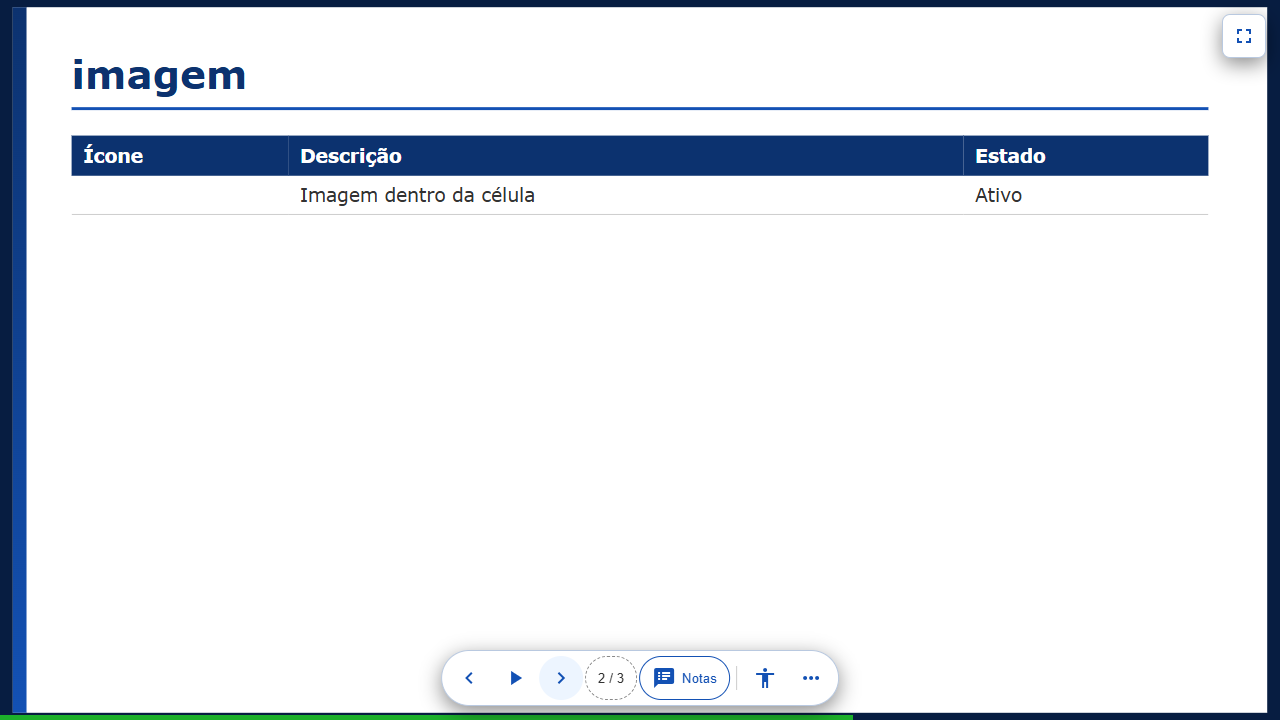 imagem
Ícone Descrição Estado
Imagem dentro da célula Ativo
2 / 3 Notas